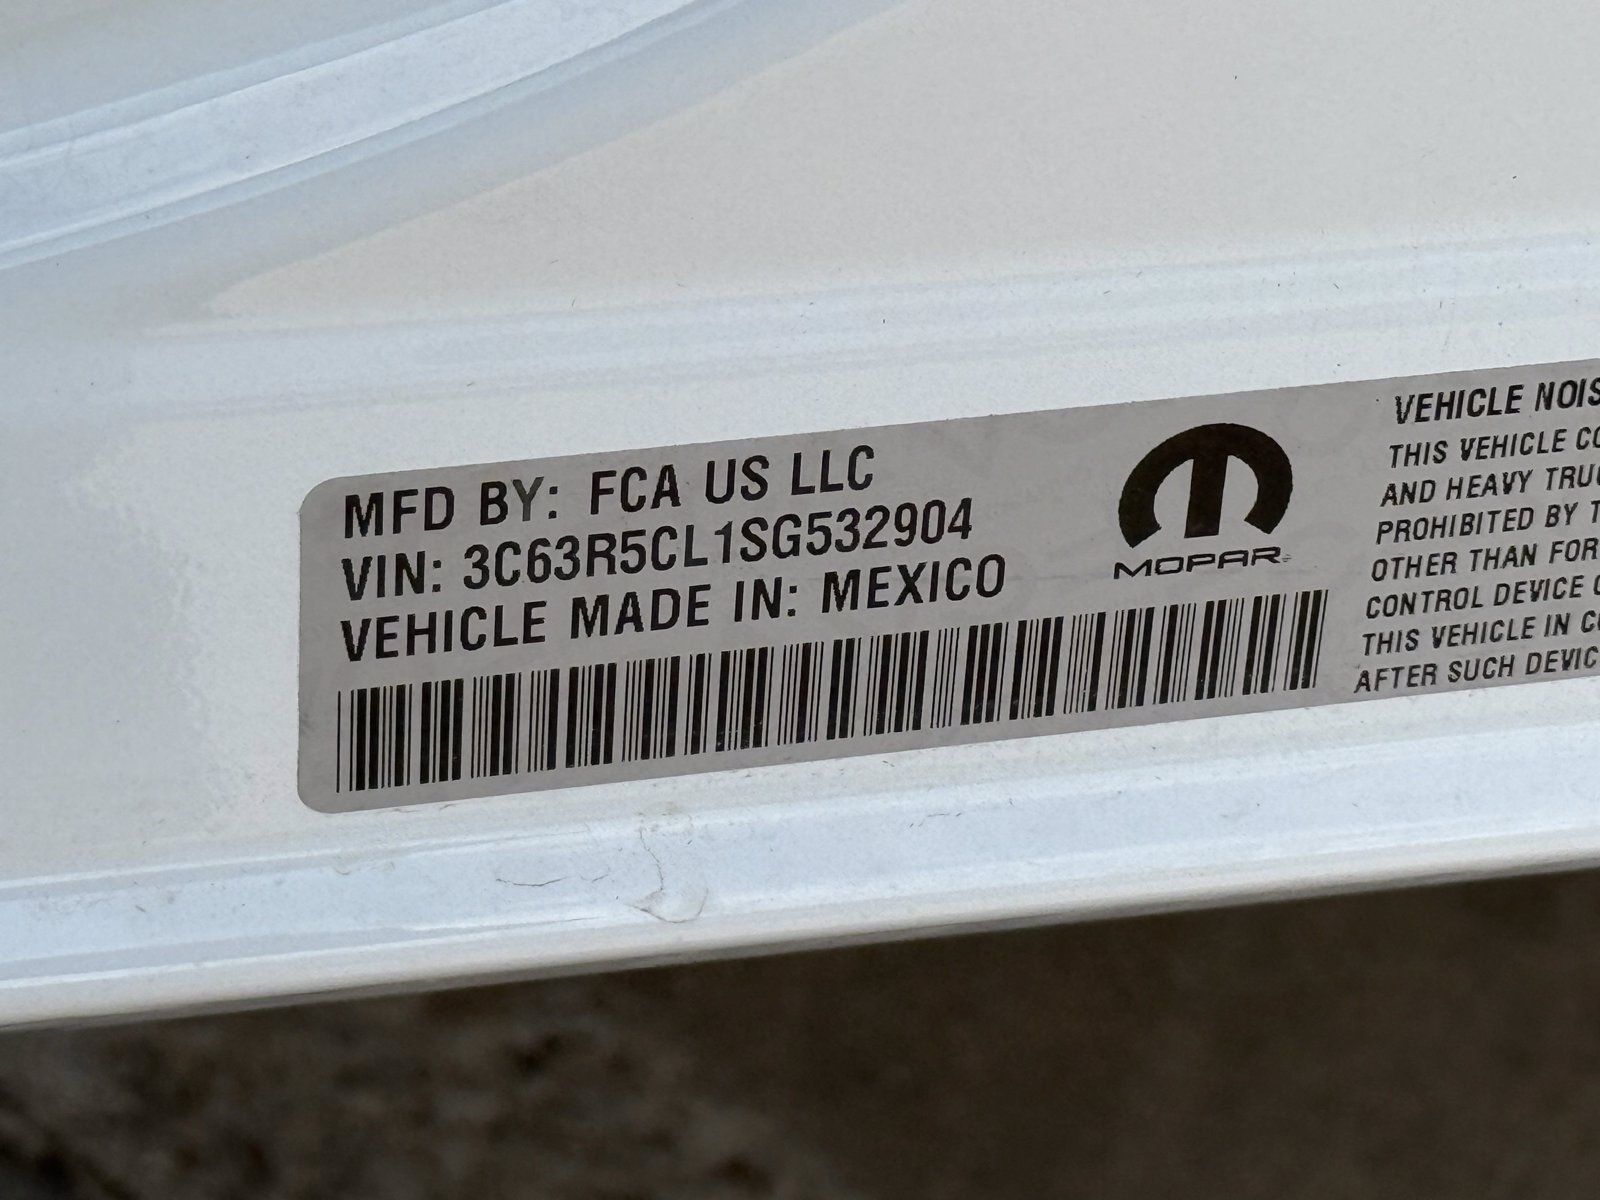 MFD BY: FCA US LLC
VIN: 3C63R5CL1SG532904
VEHICLE MADE IN: MEXICO
MOPAR
VEHICLE NOIS
THIS VEHICLE CO
AND HEAVY TRUC
PROHIBITED BY T
OTHER THAN FOR
CONTROL DEVICE O
THIS VEHICLE IN CO
AFTER SUCH DEVIC